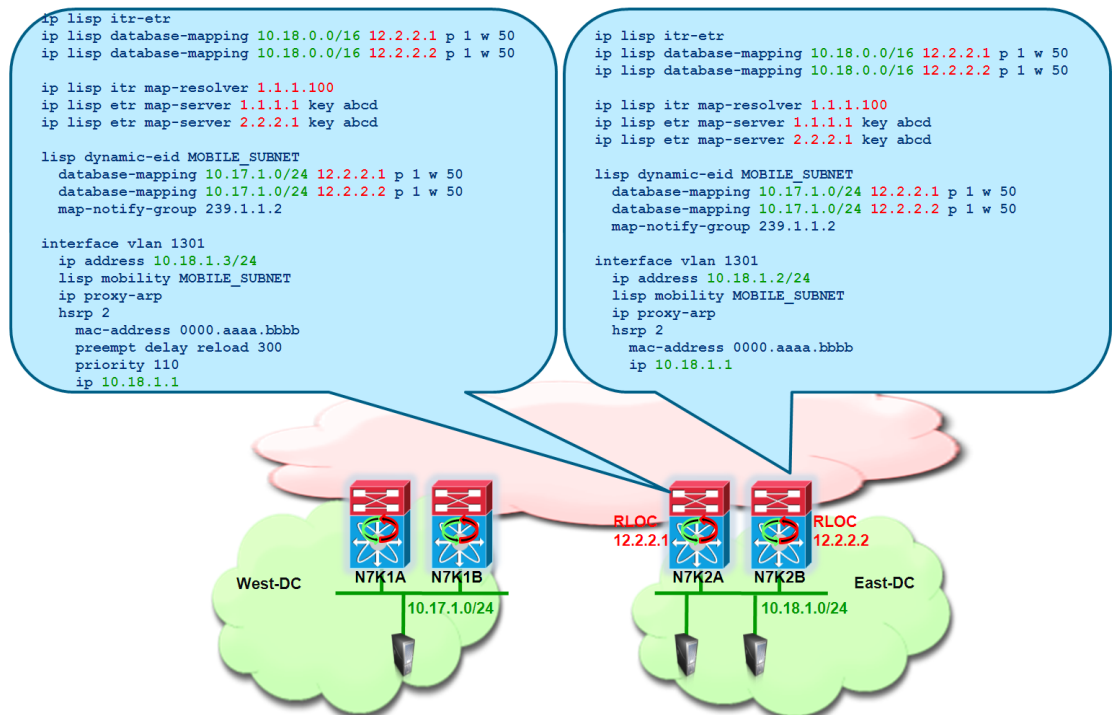 ip lisp itr-etr
ip lisp database-mapping 10.18.0.0/16 12.2.2.1 p 1 w 50
ip lisp database-mapping 10.18.0.0/16 12.2.2.2 p 1 w 50
ip lisp itr map-resolver 1.1.1.100
ip lisp etr map-server 1.1.1.1 key abcd
ip lisp etr map-server 2.2.2.1 key abcd
lisp dynamic-eid MOBILE_SUBNET
database-mapping 10.17.1.0/24 12.2.2.1 p 1 w 50
database-mapping 10.17.1.0/24 12.2.2.2 p 1 w 50
map-notify-group 239.1.1.2
interface vlan 1301
ip address 10.18.1.3/24
lisp mobility MOBILE_SUBNET
ip proxy-arp
hsrp 2
mac-address 0000.aaaa.bbbb
preempt delay reload 300
priority 110
ip 10.18.1.1
ip lisp itr-etr
ip lisp database-mapping 10.18.0.0/16 12.2.2.1 p 1 w 50
ip lisp database-mapping 10.18.0.0/16 12.2.2.2 p 1 w 50
ip lisp itr map-resolver 1.1.1.100
ip lisp etr map-server 1.1.1.1 key abcd
ip lisp etr map-server 2.2.2.1 key abcd
lisp dynamic-eid MOBILE_SUBNET
database-mapping 10.17.1.0/24 12.2.2.1 p 1 w 50
database-mapping 10.17.1.0/24 12.2.2.2 p 1 w 50
map-notify-group 239.1.1.2
interface vlan 1301
ip address 10.18.1.2/24
lisp mobility MOBILE_SUBNET
ip proxy-arp
hsrp 2
mac-address 0000.aaaa.bbbb
ip 10.18.1.1
RLOC
12.2.2.1
RLOC
12.2.2.2
West-DC
N7K1A
N7K1B
N7K2A
N7K2B
East-DC
10.17.1.0/24
10.18.1.0/24